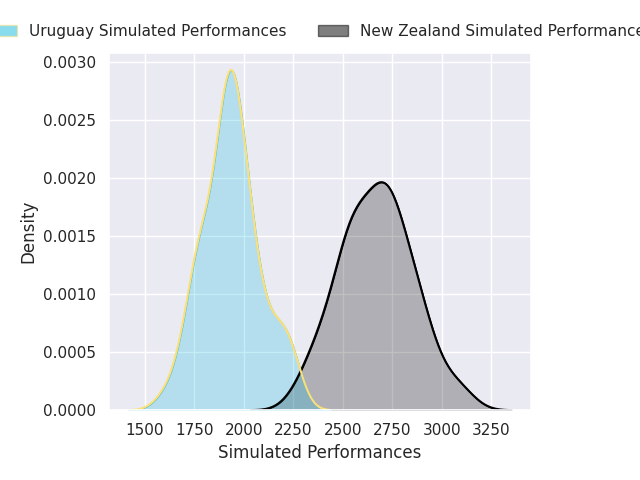 Uruguay Simulated Performances New Zealand Simulated Performance
0.0030
0.0025
0.0020
0.0015
0.0010
0.0005
0.0000
Density
1500 1750 2000 2250 2500 2750 3000 3250
Simulated Performances